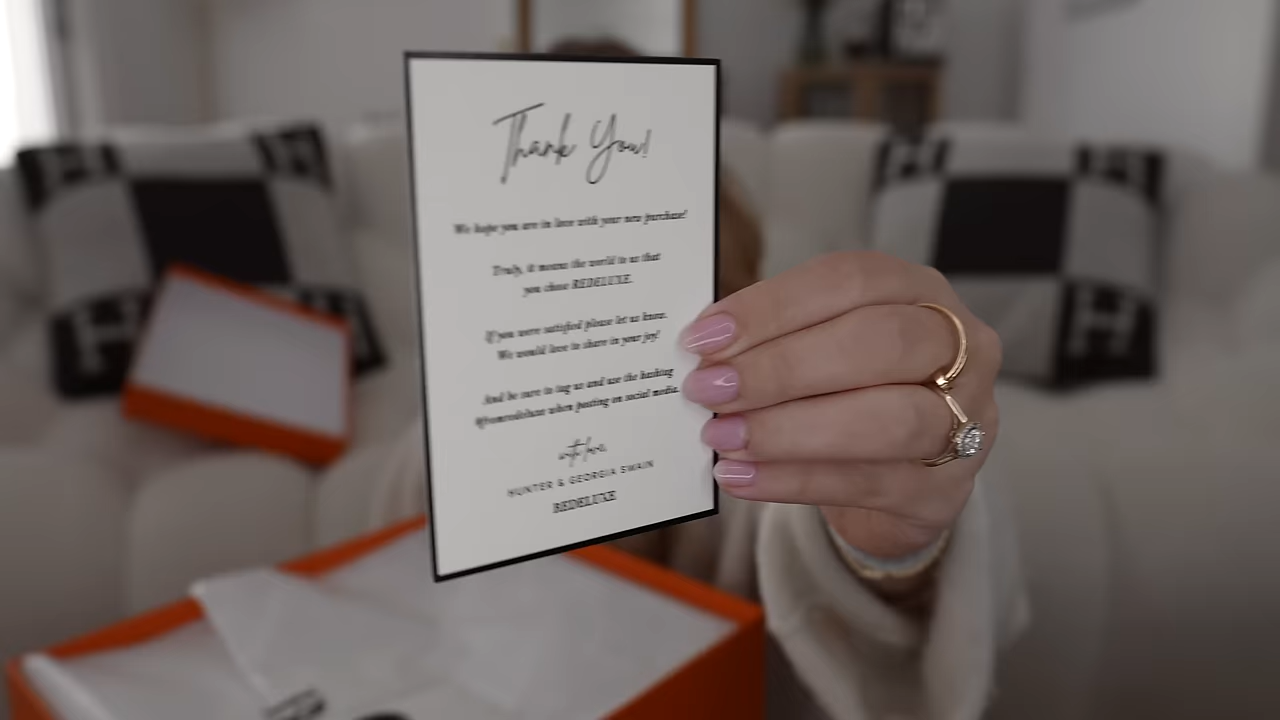 Thank You!
We hope you are in love with your new purchase!
Truly, it means the world to us that
you chose REDELUXE.
If you were satisfied please let us know.
We would love to share in your joy!
And be sure to tag us and use the hashtag
#fromredeluxe when posting on social media.
with love,
HUNTER & GEORGIA SWAIN
REDELUXE
H
H